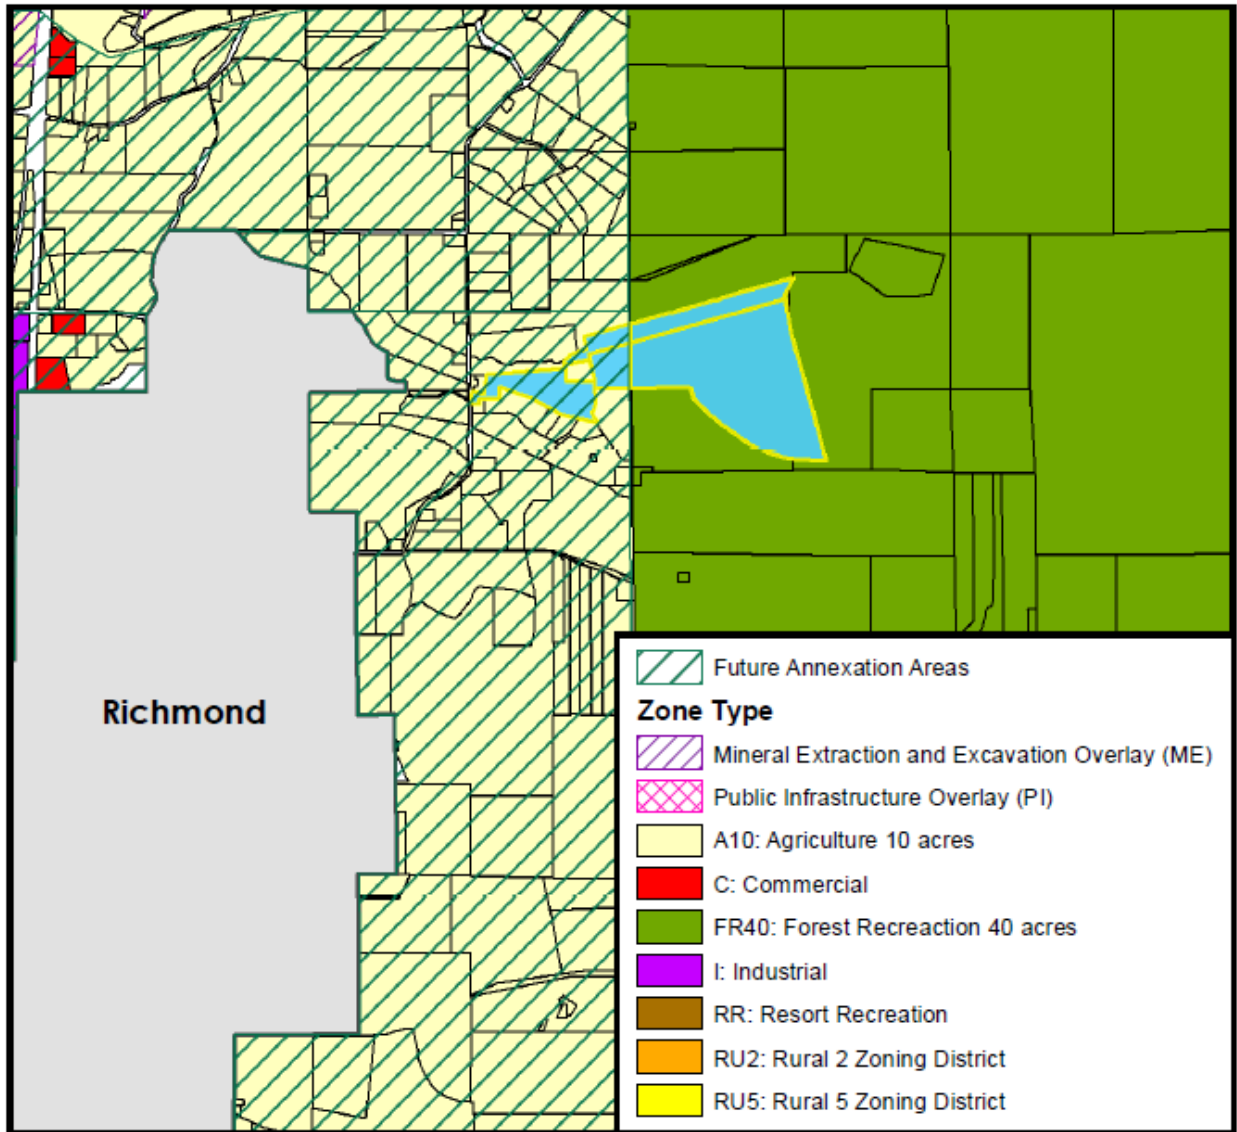 Richmond
Future Annexation Areas
Zone Type
Mineral Extraction and Excavation Overlay (ME)
Public Infrastructure Overlay (PI)
A10: Agriculture 10 acres
C: Commercial
FR40: Forest Recreaction 40 acres
I: Industrial
RR: Resort Recreation
RU2: Rural 2 Zoning District
RU5: Rural 5 Zoning District